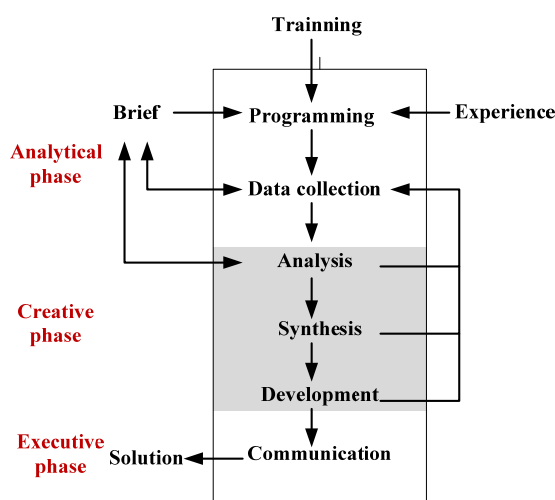 Trainning
Brief
Programming
Experience
Analytical
phase
Data collection
Analysis
Creative
phase
Synthesis
Development
Executive
phase
Solution
Communication